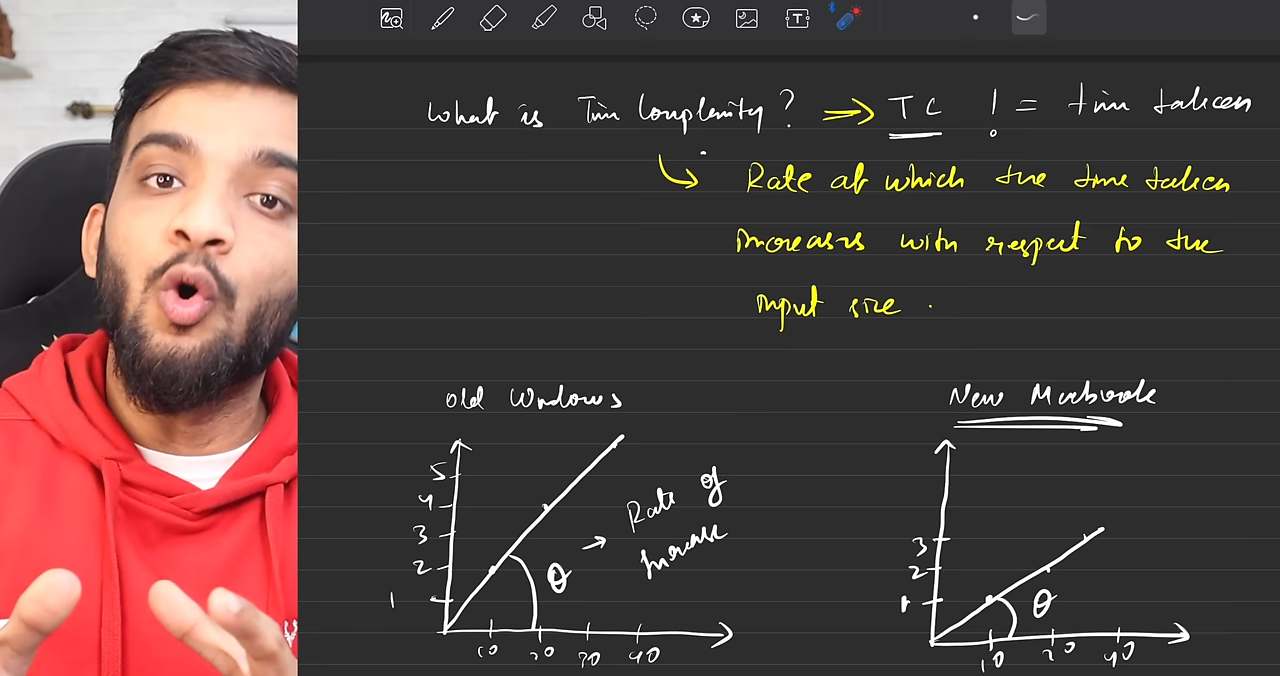 What is Time Complexity? ⇒ TC != time taken
↳ Rate at which the time taken
increases with respect to the
input size.
Old Windows
New Macbook
5
4
3
2
1
10 20 30 40
θ → Rate of
increase
3
2
1
10 20 40
θ
T